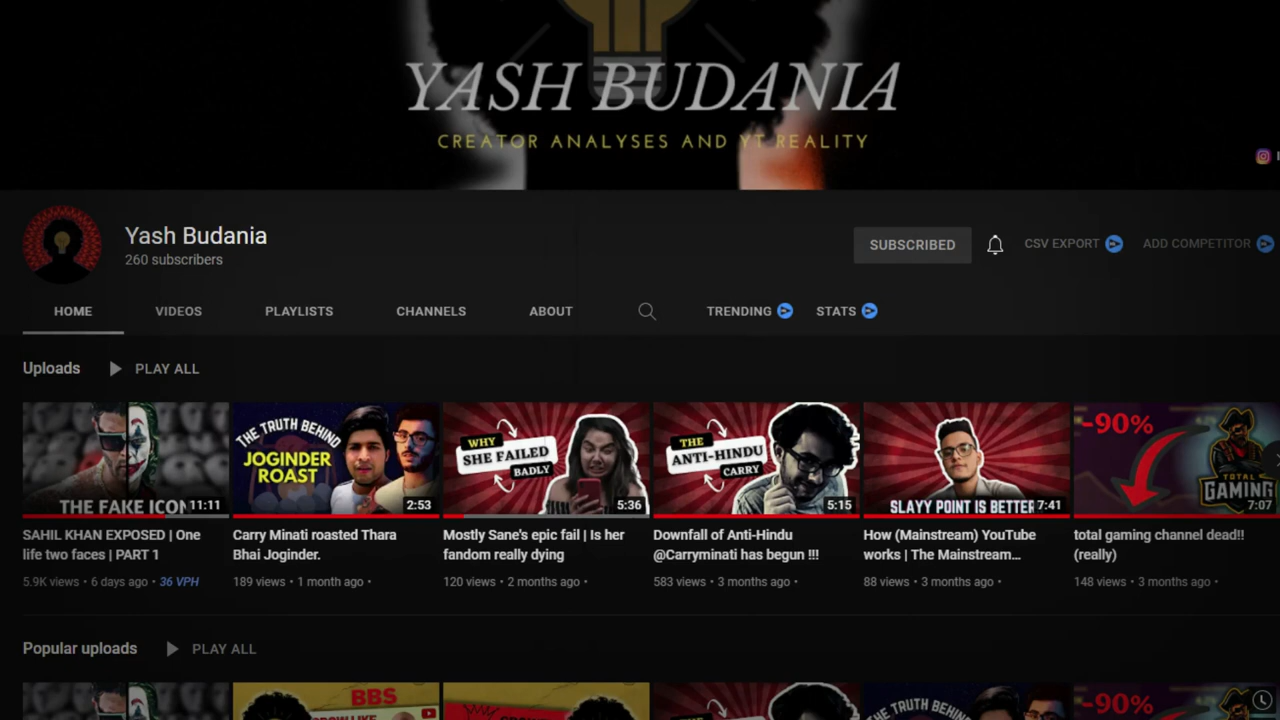 YASH BUDANIA
CREATOR ANALYSES AND YT REALITY
Yash Budania
260 subscribers
SUBSCRIBED
CSV EXPORT
ADD COMPETITOR
HOME
VIDEOS
PLAYLISTS
CHANNELS
ABOUT
TRENDING
STATS
Uploads
PLAY ALL
THE FAKE ICON
11:11
SAHIL KHAN EXPOSED | One
life two faces | PART 1
5.9K views • 6 days ago • 36 VPH
THE TRUTH BEHIND
JOGINDER
ROAST
2:53
Carry Minati roasted Thara
Bhai Joginder.
189 views • 1 month ago •
WHY
SHE FAILED
BADLY
5:36
Mostly Sane's epic fail | Is her
fandom really dying
120 views • 2 months ago •
THE
ANTI-HINDU
CARRY
5:15
Downfall of Anti-Hindu
@Carryminati has begun !!!
583 views • 3 months ago •
SLAYY POINT IS BETTER
7:41
How (Mainstream) YouTube
works | The Mainstream...
88 views • 3 months ago •
-90%
TOTAL
GAMING
7:07
total gaming channel dead!!
(really)
148 views • 3 months ago •
Popular uploads
PLAY ALL
BBS
GROW LIKE
THE TRUTH BEHIND
-90%